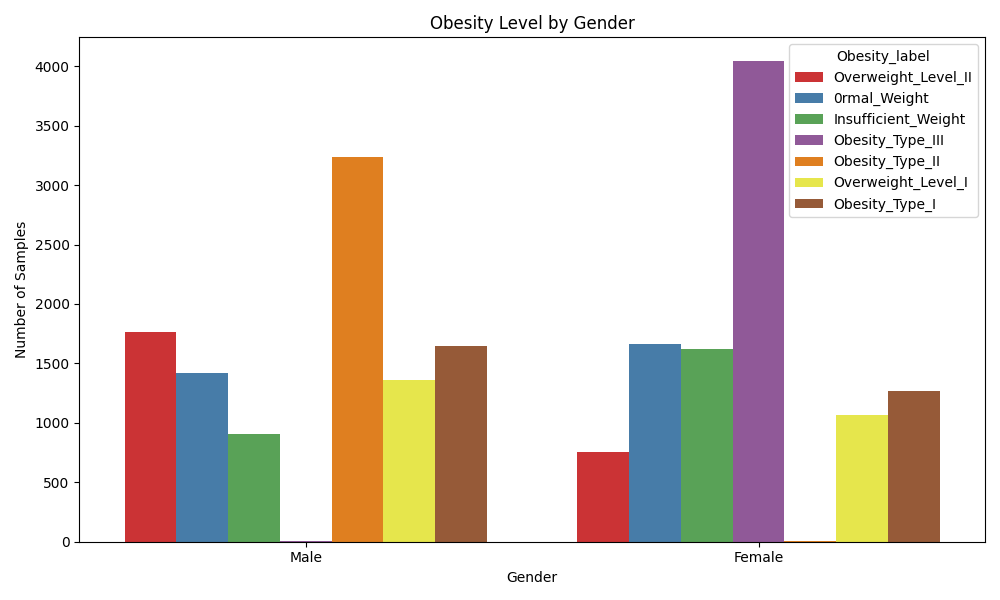 Obesity Level by Gender
Number of Samples
4000
3500
3000
2500
2000
1500
1000
500
0
Obesity_label
Overweight_Level_II
0rmal_Weight
Insufficient_Weight
Obesity_Type_III
Obesity_Type_II
Overweight_Level_I
Obesity_Type_I
Male
Female
Gender